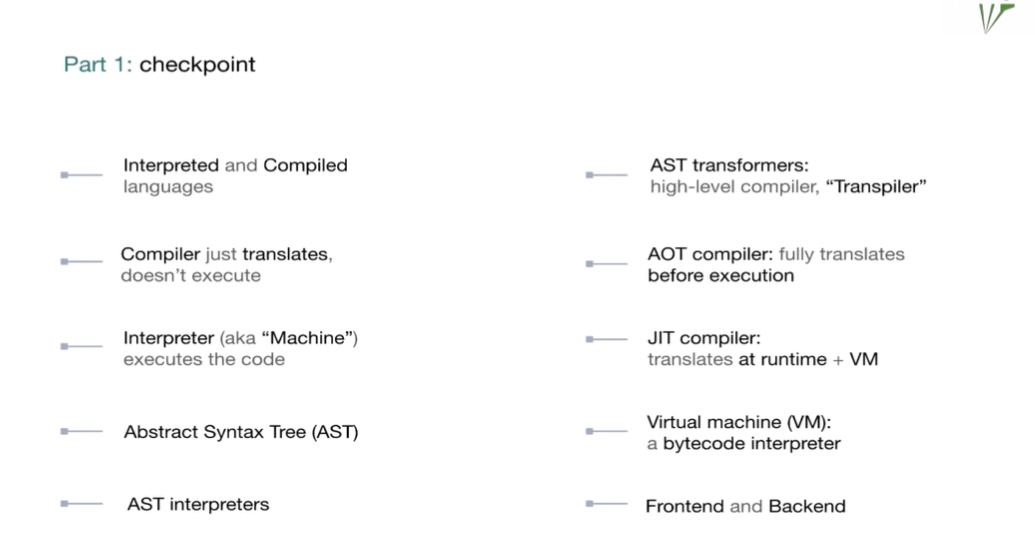 Part 1: checkpoint
Interpreted and Compiled
languages
Compiler just translates,
doesn't execute
Interpreter (aka “Machine”)
executes the code
Abstract Syntax Tree (AST)
AST interpreters
AST transformers:
high-level compiler, “Transpiler”
AOT compiler: fully translates
before execution
JIT compiler:
translates at runtime + VM
Virtual machine (VM):
a bytecode interpreter
Frontend and Backend